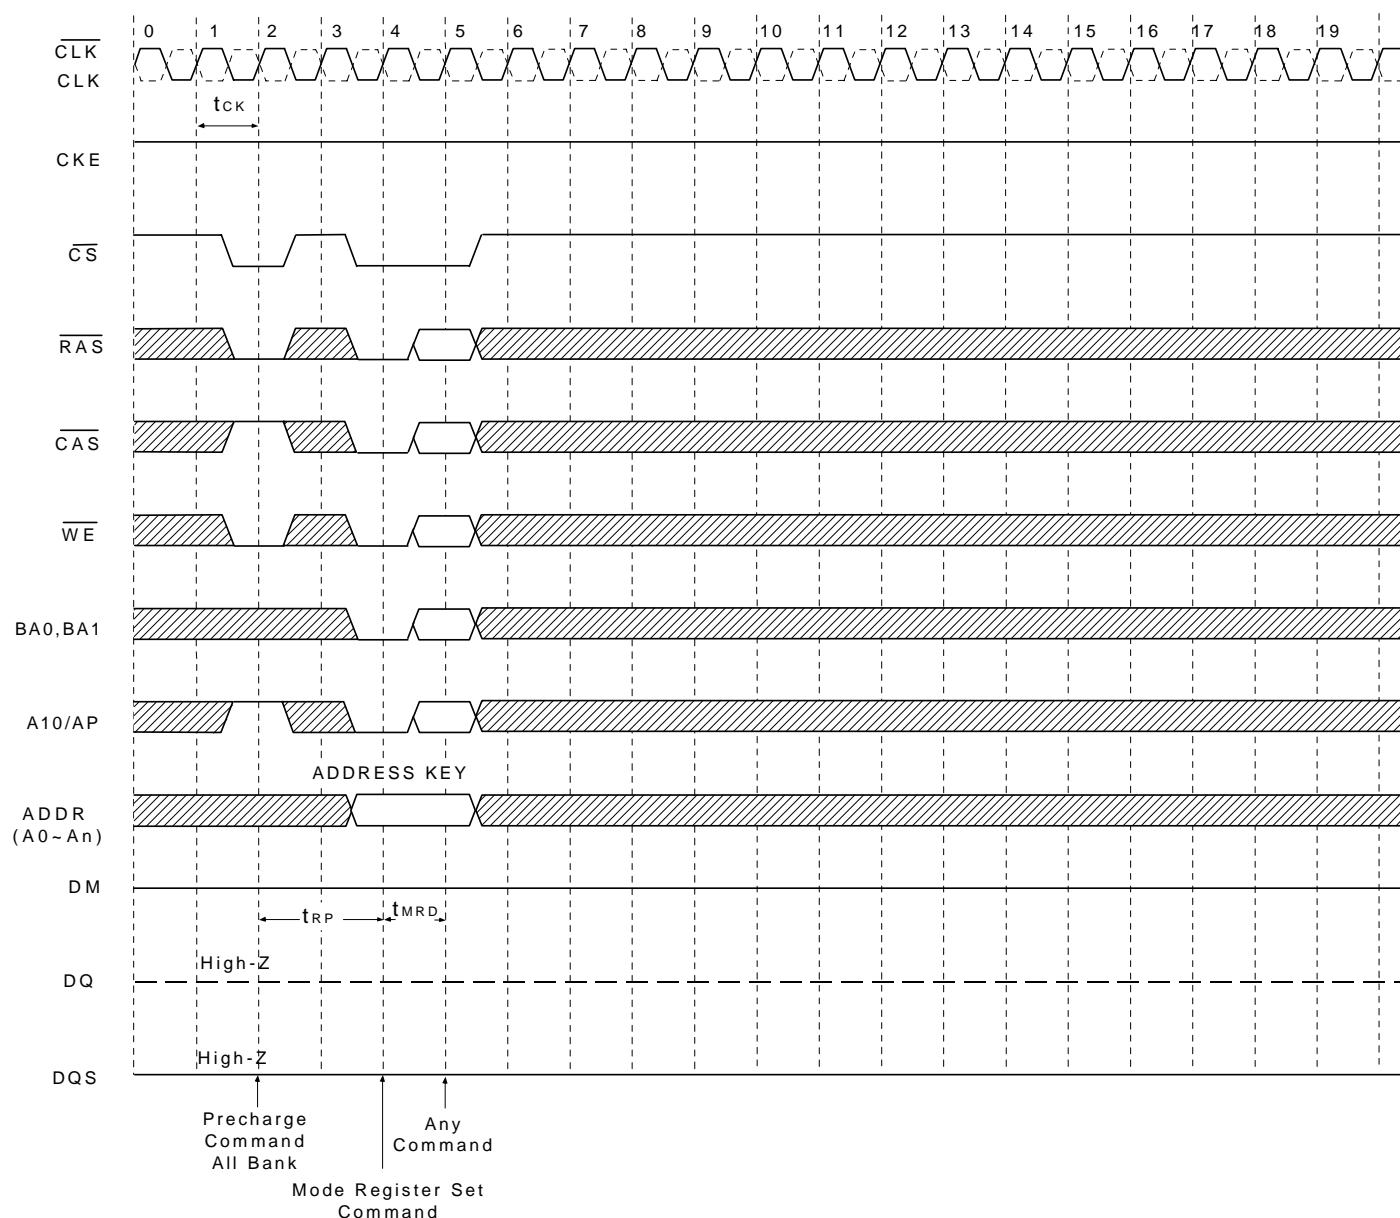 0 1 2 3 4 5 6 7 8 9 10 11 12 13 14 15 16 17 18 19
CLK
CLK
tCK
CKE
CS
RAS
CAS
WE
BA0,BA1
A10/AP
ADDRESS KEY
ADDR
(A0~An)
DM
tRP
tMRD
High-Z
DQ
High-Z
DQS
Precharge
Command
All Bank
Any
Command
Mode Register Set
Command